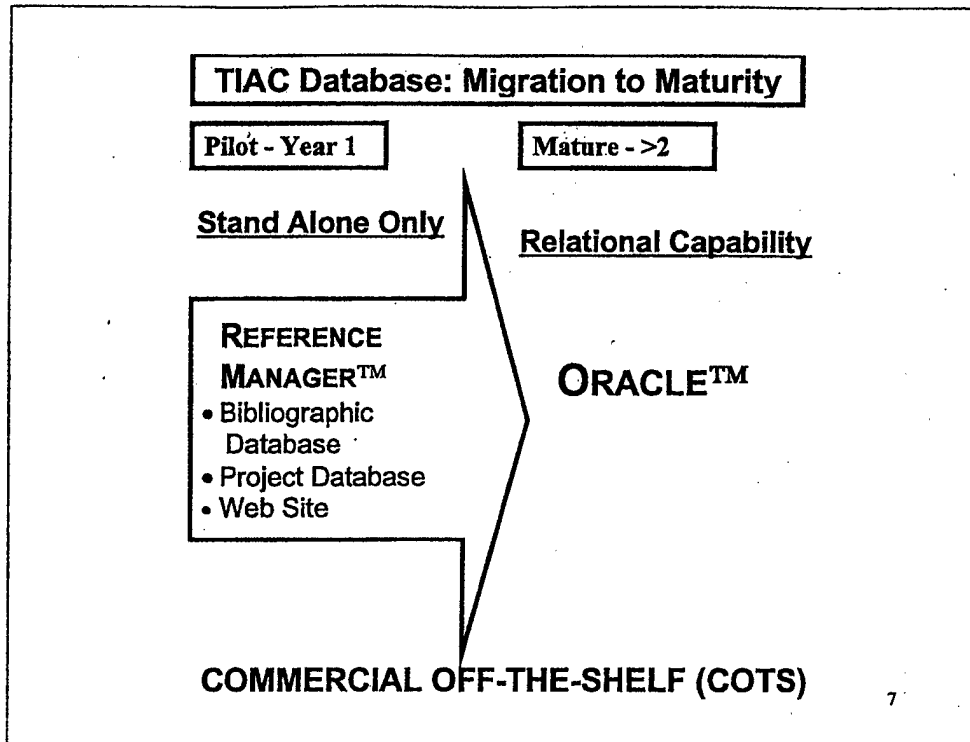 TIAC Database: Migration to Maturity
Pilot - Year 1
Mature - >2
Stand Alone Only
Relational Capability
REFERENCE
MANAGER™
• Bibliographic
Database
• Project Database
• Web Site
ORACLE™
COMMERCIAL OFF-THE-SHELF (COTS)
7